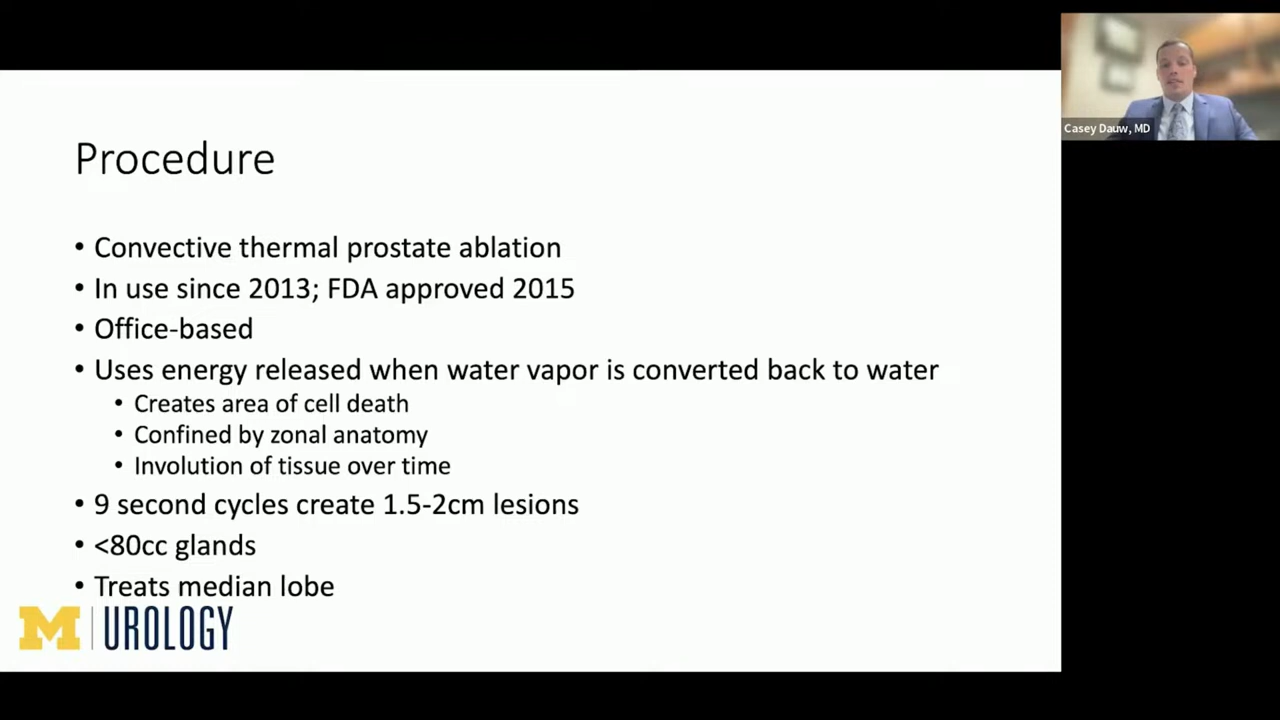 Procedure
• Convective thermal prostate ablation
• In use since 2013; FDA approved 2015
• Office-based
• Uses energy released when water vapor is converted back to water
• Creates area of cell death
• Confined by zonal anatomy
• Involution of tissue over time
• 9 second cycles create 1.5-2cm lesions
• <80cc glands
• Treats median lobe
M | UROLOGY
Casey Dauw, MD